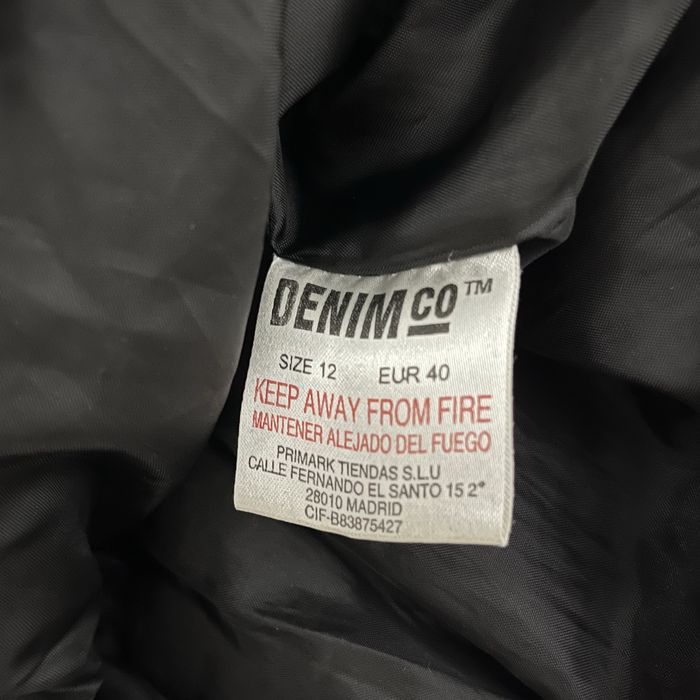 DENIM CO™
SIZE 12 EUR 40
KEEP AWAY FROM FIRE
MANTENER ALEJADO DEL FUEGO
PRIMARK TIENDAS S.L.U
CALLE FERNANDO EL SANTO 15 2°
28010 MADRID
CIF-B83875427